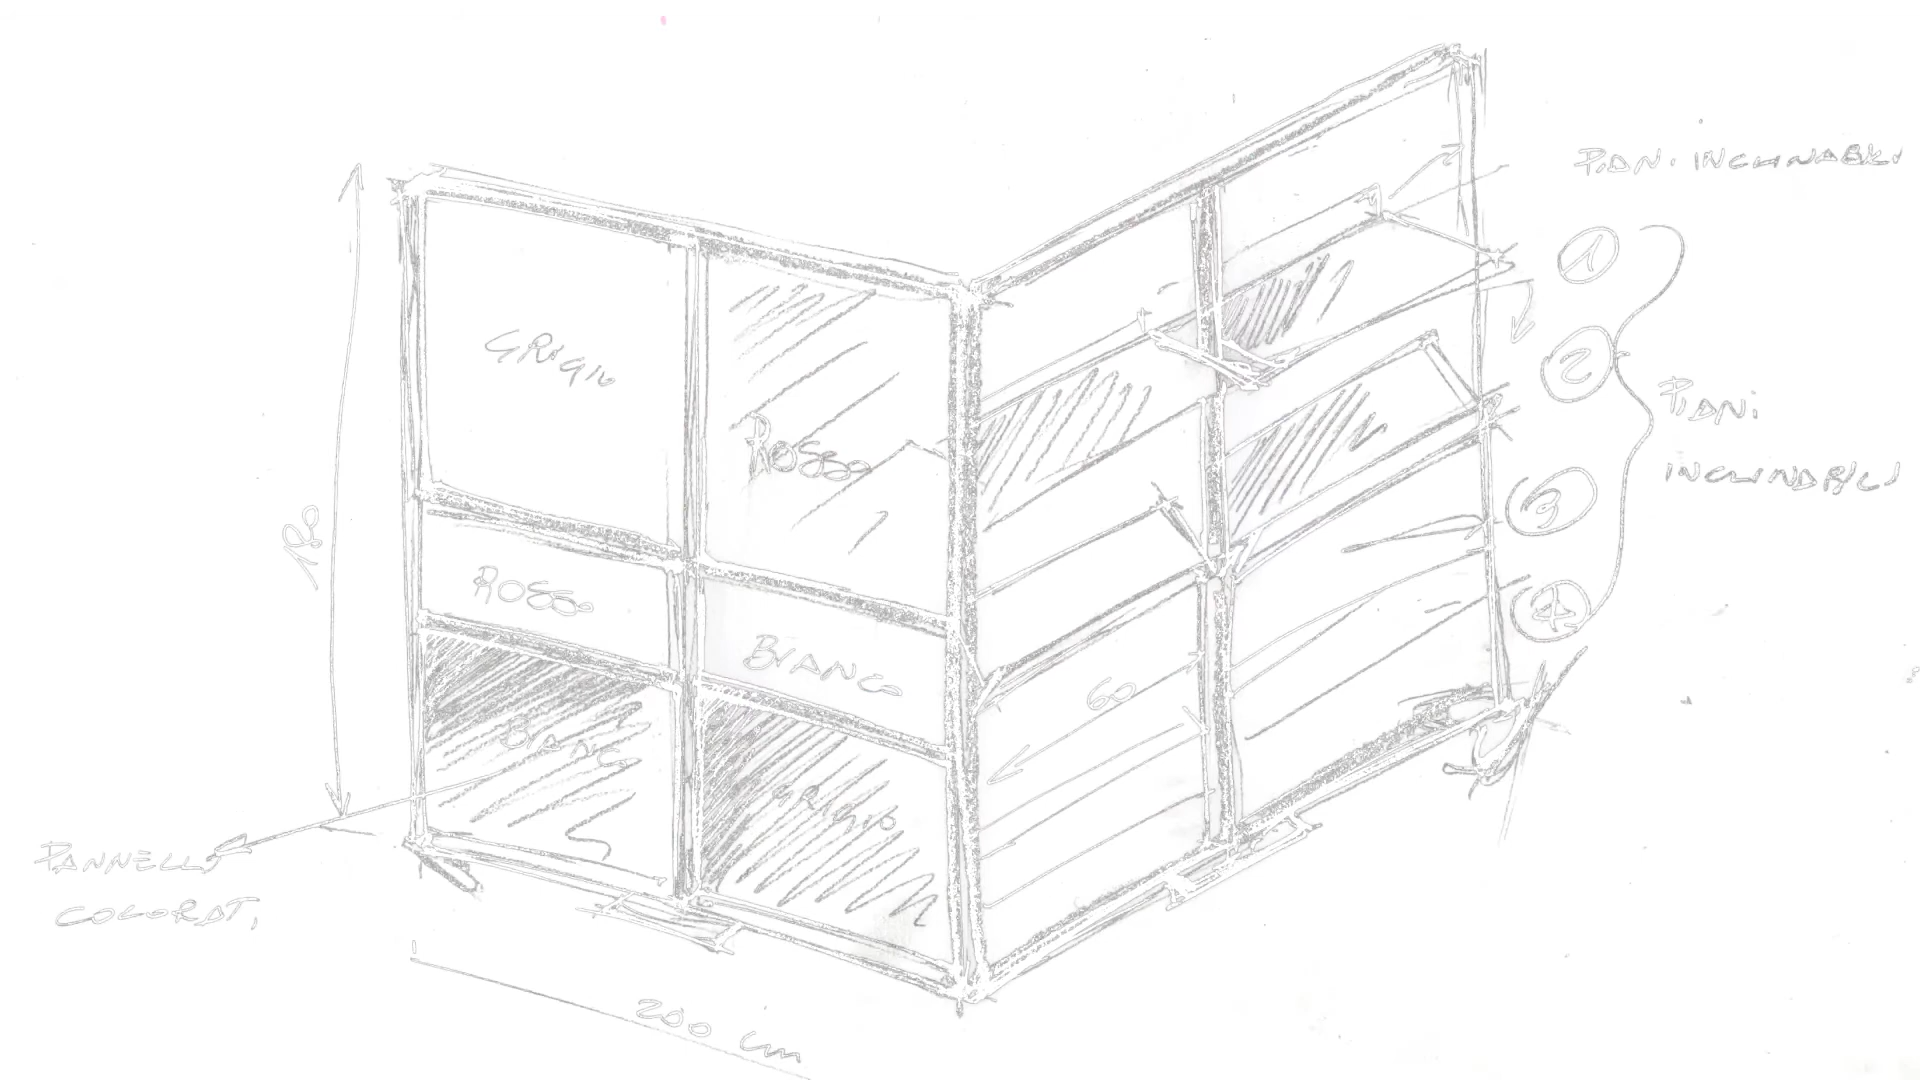 PIANI INCLINABILI
1
GRIGIO
2
PIANI
INCLINABILI
ROSSO
3
180
ROSSO
4
BIANCO
60
BIANCO
GRIGIO
PANNELLI
COLORATI
200 cm